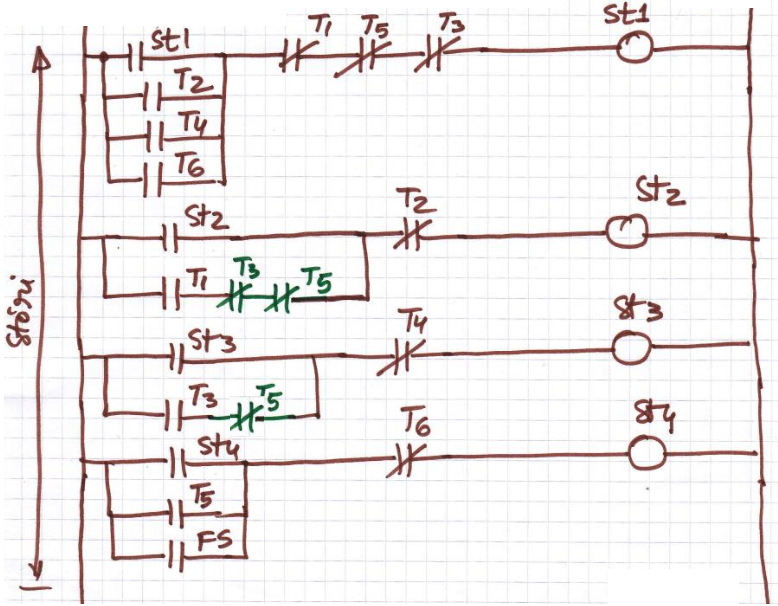 St1 T1 T5 T3 St1
T2
T4
T6
St2 T2 St2
T1 T3 T5
St3 T4 St3
T3 T5
St4 T6 St4
T5
FS
Stări